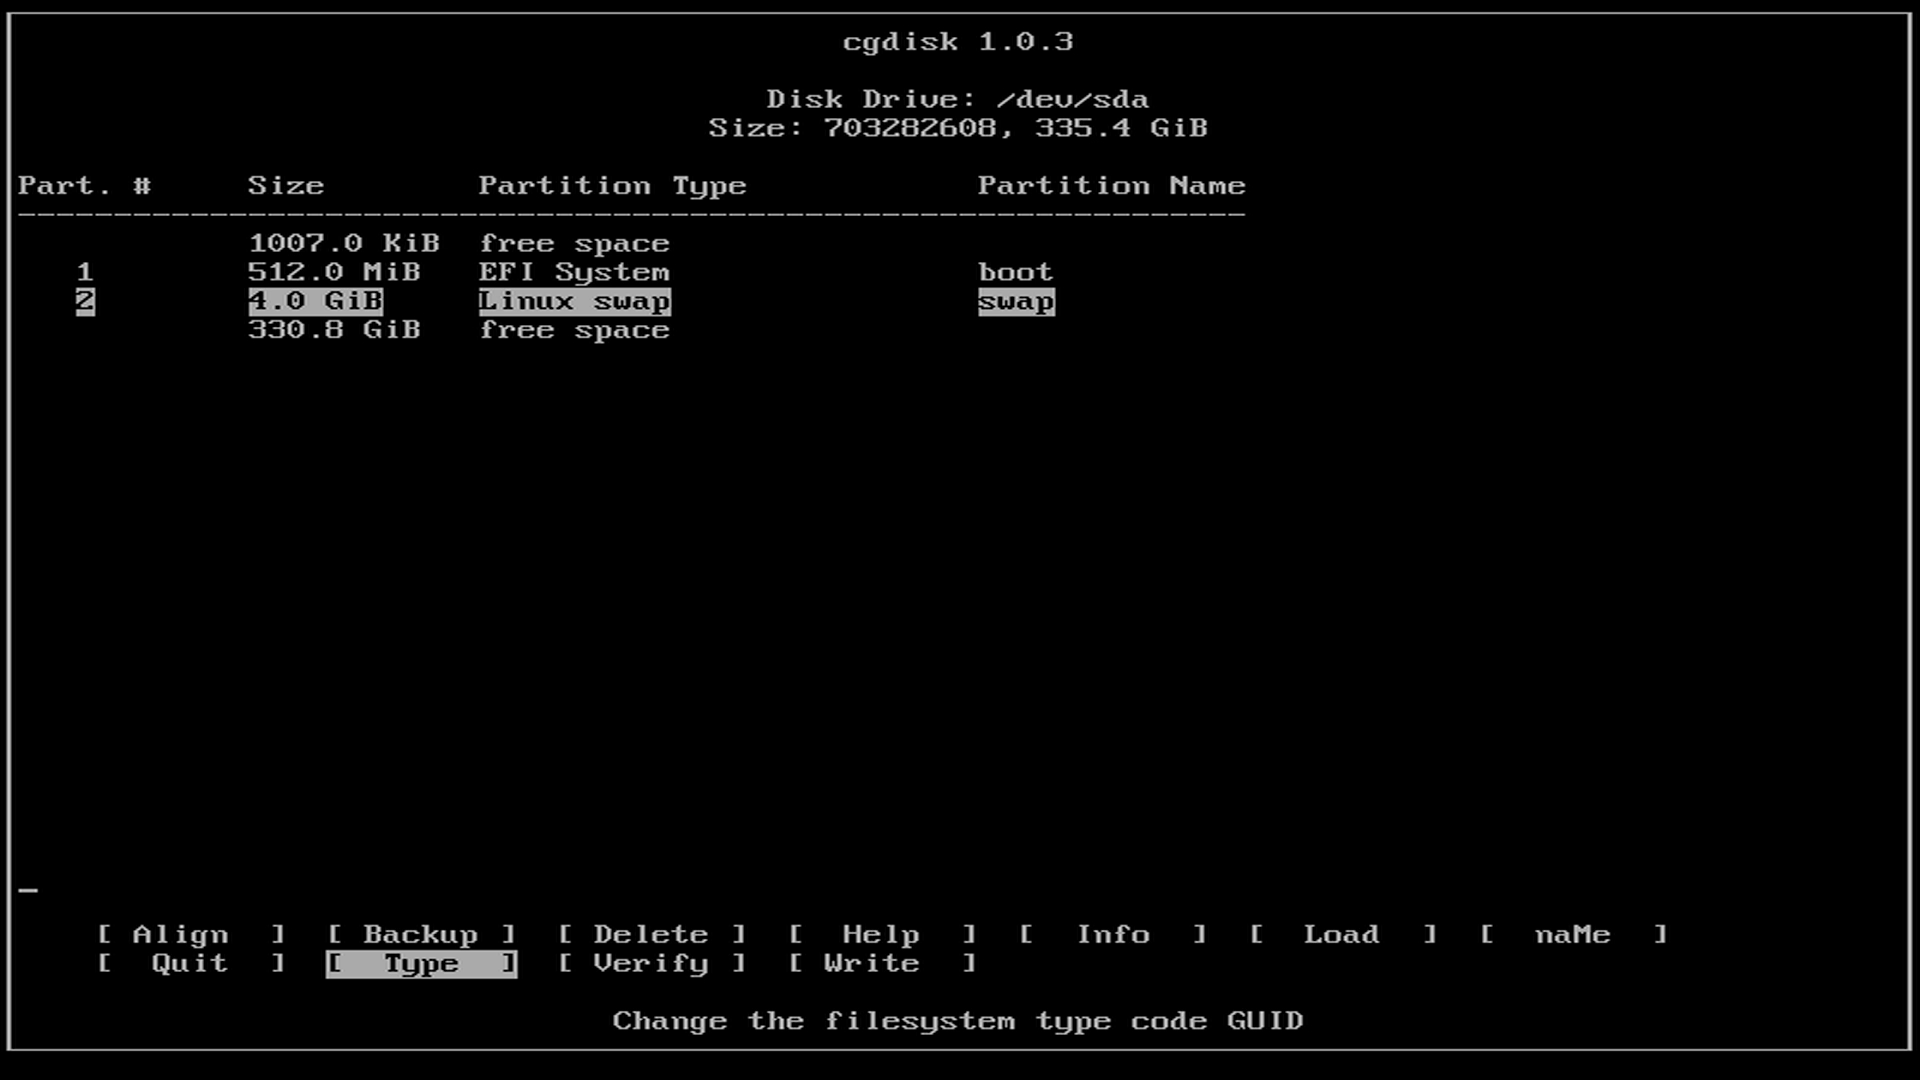 cgdisk 1.0.3
Disk Drive: /dev/sda
Size: 703282608, 335.4 GiB
Part. #     Size        Partition Type            Partition Name
----------------------------------------------------------------
            1007.0 KiB  free space
   1        512.0 MiB   EFI System                boot
   2        4.0 GiB     Linux swap                swap
            330.8 GiB   free space
[ Align  ]  [ Backup ]  [ Delete ]  [  Help  ]  [  Info  ]  [  Load  ]  [  naMe  ]
[  Quit  ]  [  Type  ]  [ Verify ]  [ Write  ]
Change the filesystem type code GUID